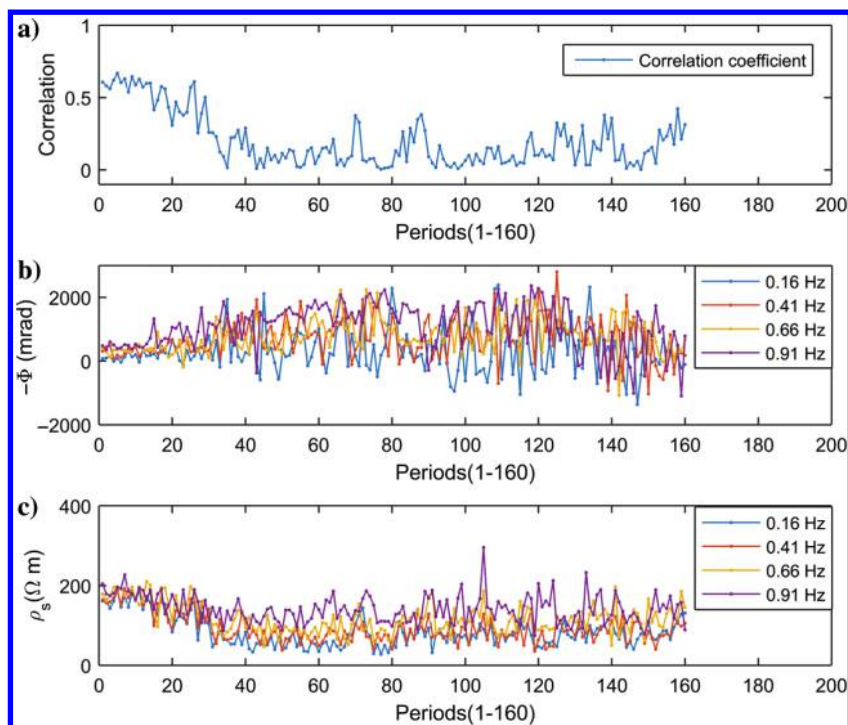 a)
1
0.5
0
Correlation
Correlation coefficient
0 20 40 60 80 100 120 140 160 180 200
Periods(1-160)
b)
2000
0
−2000
−Φ (mrad)
0.16 Hz
0.41 Hz
0.66 Hz
0.91 Hz
0 20 40 60 80 100 120 140 160 180 200
Periods(1-160)
c)
400
200
0
ρs(Ω m)
0.16 Hz
0.41 Hz
0.66 Hz
0.91 Hz
0 20 40 60 80 100 120 140 160 180 200
Periods(1-160)